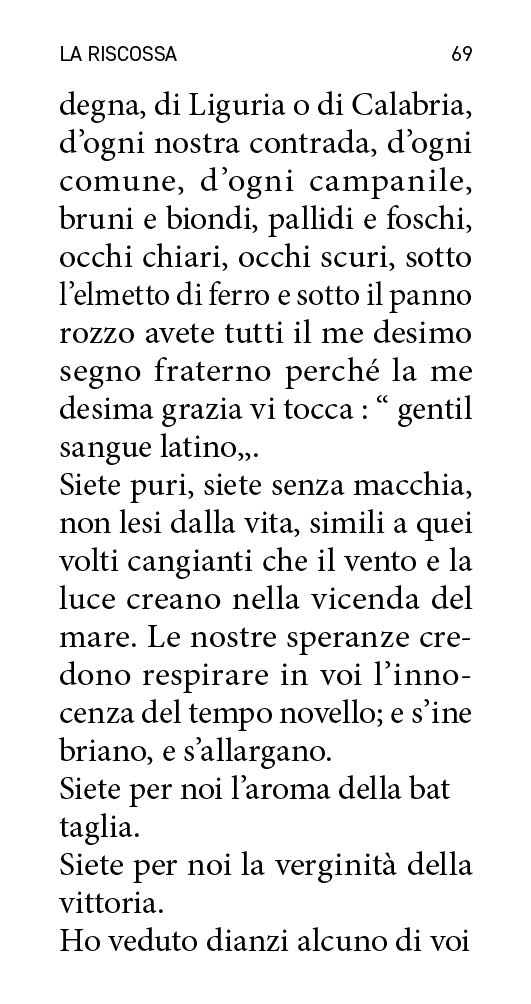 LA RISCOSSA 69
degna, di Liguria o di Calabria,
d’ogni nostra contrada, d’ogni
comune, d’ogni campanile,
bruni e biondi, pallidi e foschi,
occhi chiari, occhi scuri, sotto
l’elmetto di ferro e sotto il panno
rozzo avete tutti il me desimo
segno fraterno perché la me
desima grazia vi tocca : “ gentil
sangue latino„.
Siete puri, siete senza macchia,
non lesi dalla vita, simili a quei
volti cangianti che il vento e la
luce creano nella vicenda del
mare. Le nostre speranze cre-
dono respirare in voi l’inno-
cenza del tempo novello; e s’ine
briano, e s’allargano.
Siete per noi l’aroma della bat
taglia.
Siete per noi la verginità della
vittoria.
Ho veduto dianzi alcuno di voi